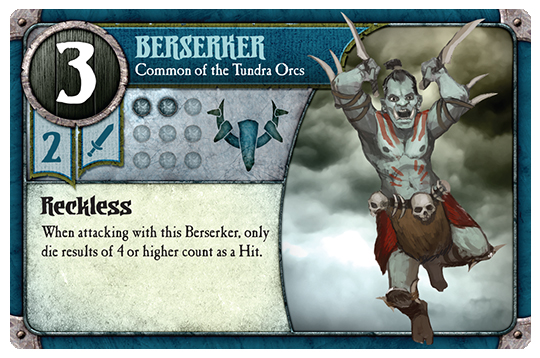 3
BERSERKER
Common of the Tundra Orcs
2
Reckless
When attacking with this Berserker, only
die results of 4 or higher count as a Hit.